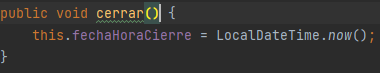 public void cerrar() {
    this.fechaHoraCierre = LocalDateTime.now();
}